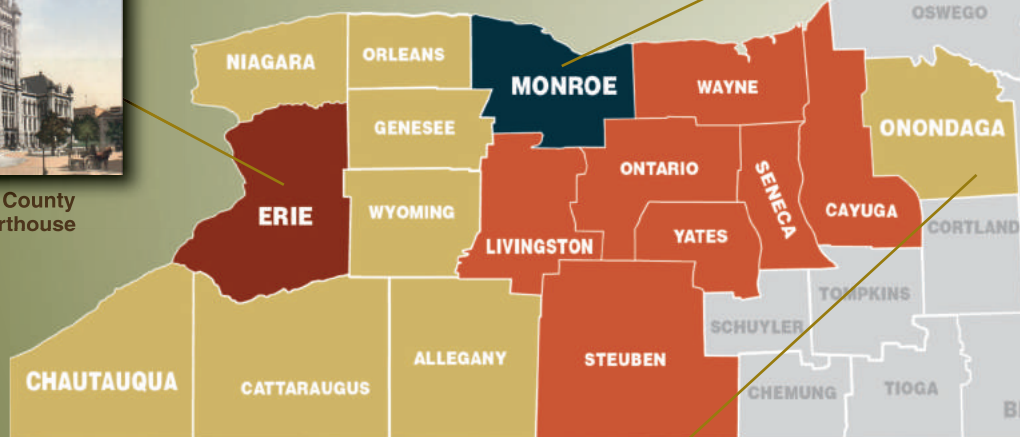 OSWEGO
NIAGARA
ORLEANS
MONROE
WAYNE
GENESEE
ONONDAGA
ONTARIO
SENECA
County
rthouse
ERIE
WYOMING
CAYUGA
LIVINGSTON
YATES
CORTLAND
TOMPKINS
SCHUYLER
CHAUTAUQUA
CATTARAUGUS
ALLEGANY
STEUBEN
CHEMUNG
TIOGA
B